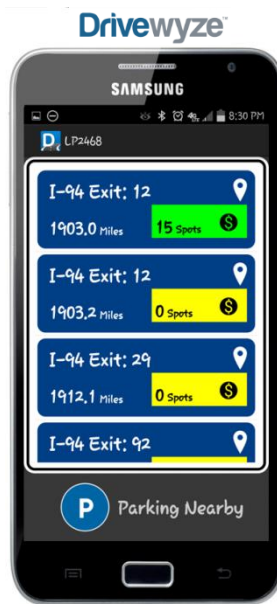 Drivewyze™
SAMSUNG
8:30 PM
LP2468
I-94 Exit: 12
1903.0 Miles 15 Spots $
I-94 Exit: 12
1903.2 Miles 0 Spots $
I-94 Exit: 29
1912.1 Miles 0 Spots $
I-94 Exit: 92
P Parking Nearby